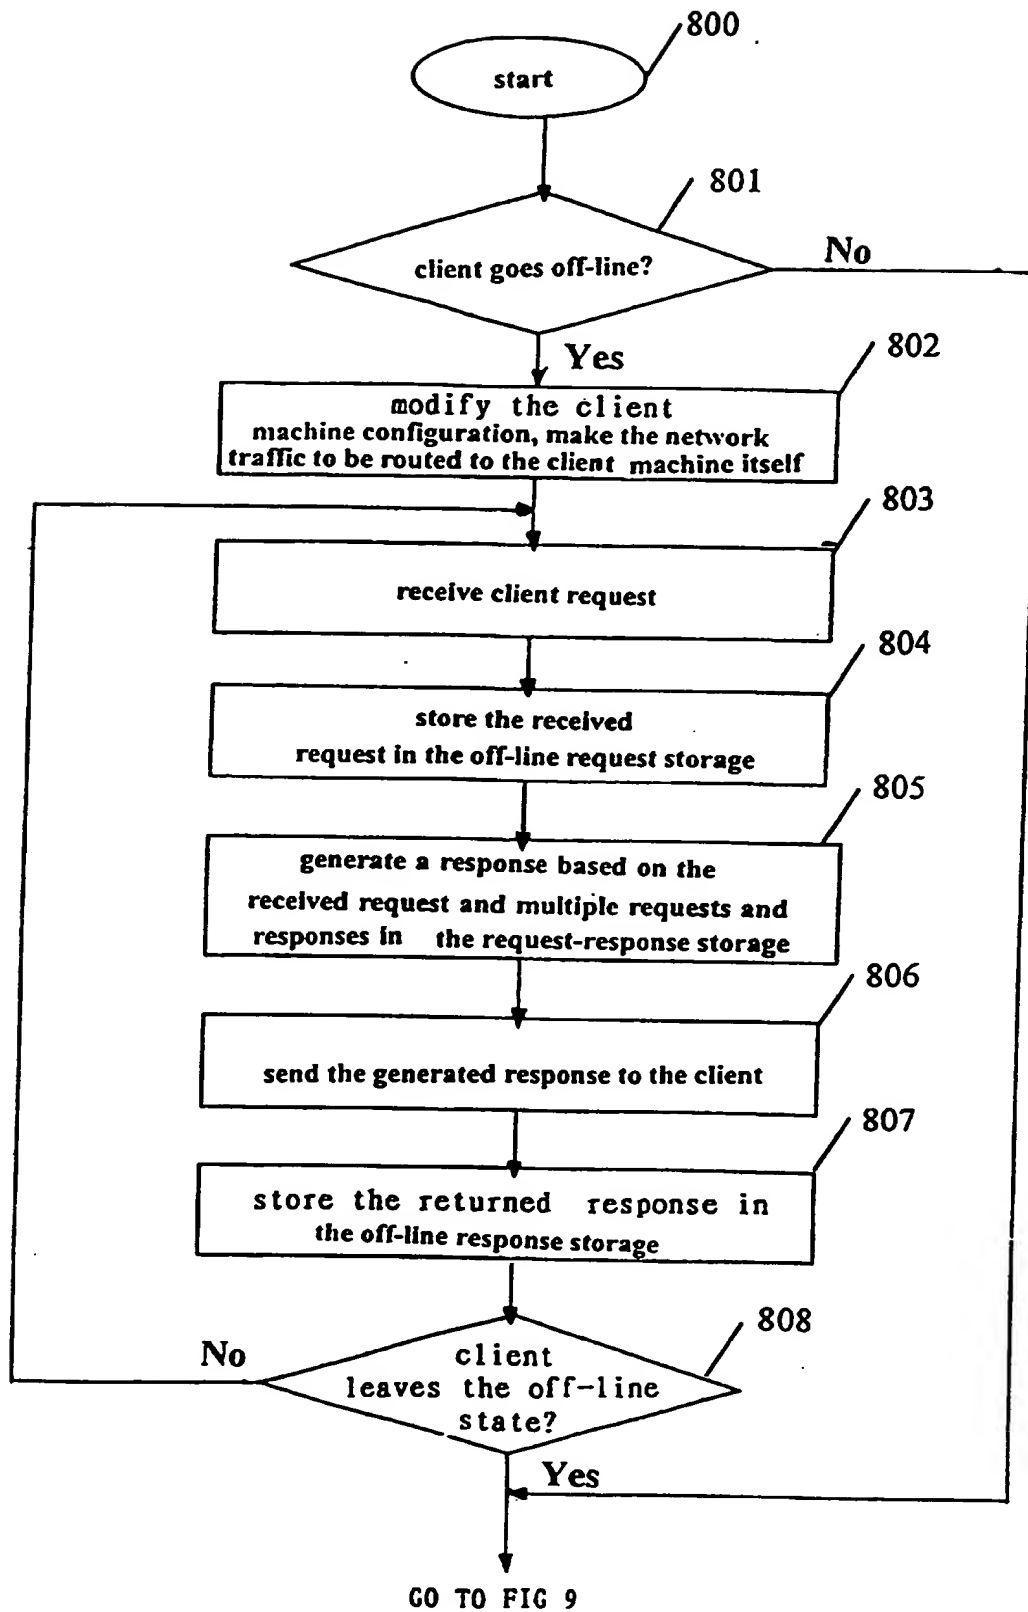 800
start
801
client goes off-line?
No
Yes
802
modify the client
machine configuration, make the network
traffic to be routed to the client machine itself
803
receive client request
804
store the received
request in the off-line request storage
805
generate a response based on the
received request and multiple requests and
responses in the request-response storage
806
send the generated response to the client
807
store the returned response in
the off-line response storage
808
No
client
leaves the off-line
state?
Yes
GO TO FIG 9